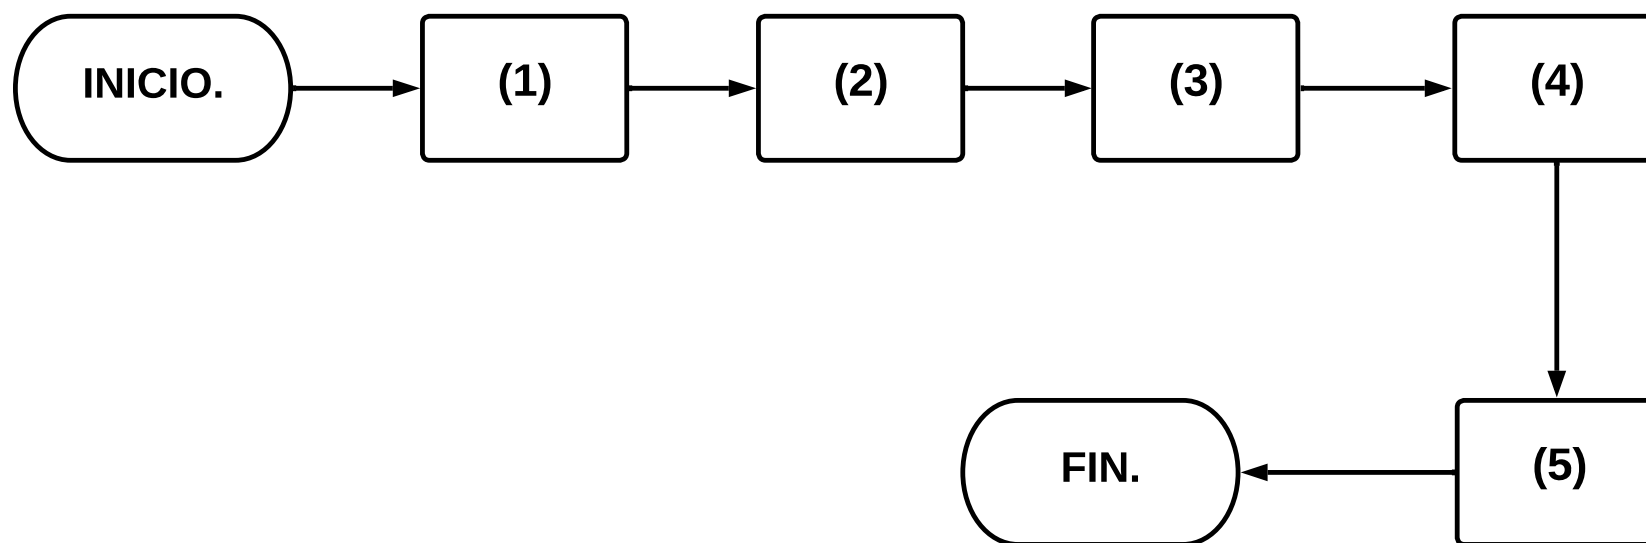 INICIO.
(1)
(2)
(3)
(4)
(5)
FIN.